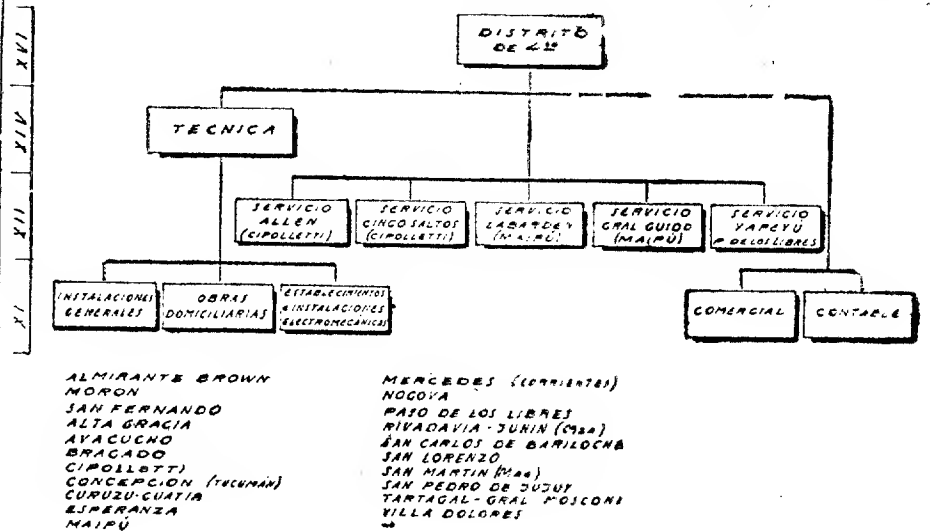 DISTRITO
DE 4ta
TECNICA
SERVICIO
ALLEN
(CIPOLLETTI)
SERVICIO
CINCO SALTOS
(CIPOLLETTI)
SERVICIO
LABARDEN
(MAIPÚ)
SERVICIO
GRAL GUIDO
(MAIPÚ)
SERVICIO
YAPEYÚ
P. DE LOS LIBRES
INSTALACIONES
GENERALES
OBRAS
DOMICILIARIAS
ESTABLECIMIENTOS
E INSTALACIONES
ELECTROMECÁNICAS
COMERCIAL
CONTABLE
XVI
XIV
XII
XI
ALMIRANTE BROWN
MORON
SAN FERNANDO
ALTA GRACIA
AYACUCHO
BRAGADO
CIPOLLETTI
CONCEPCION (TUCUMÁN)
CURUZU-CUATIA
ESPERANZA
MAIPÚ
MERCEDES (CORRIENTES)
NOGOYA
PASO DE LOS LIBRES
RIVADAVIA-JUNIN (Mza)
SAN CARLOS DE BARILOCHE
SAN LORENZO
SAN MARTIN (Mza)
SAN PEDRO DE JUJUY
TARTAGAL-GRAL MOSCONI
VILLA DOLORES